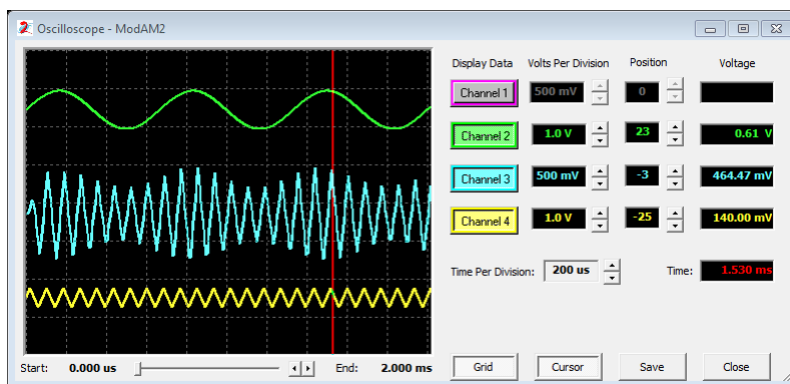 Oscilloscope - ModAM2
Display Data Volts Per Division Position Voltage
Channel 1 500 mV 0
Channel 2 1.0 V 23 0.61 V
Channel 3 500 mV -3 464.47 mV
Channel 4 1.0 V -25 140.00 mV
Time Per Division: 200 us Time: 1.530 ms
Start: 0.000 us End: 2.000 ms Grid Cursor Save Close